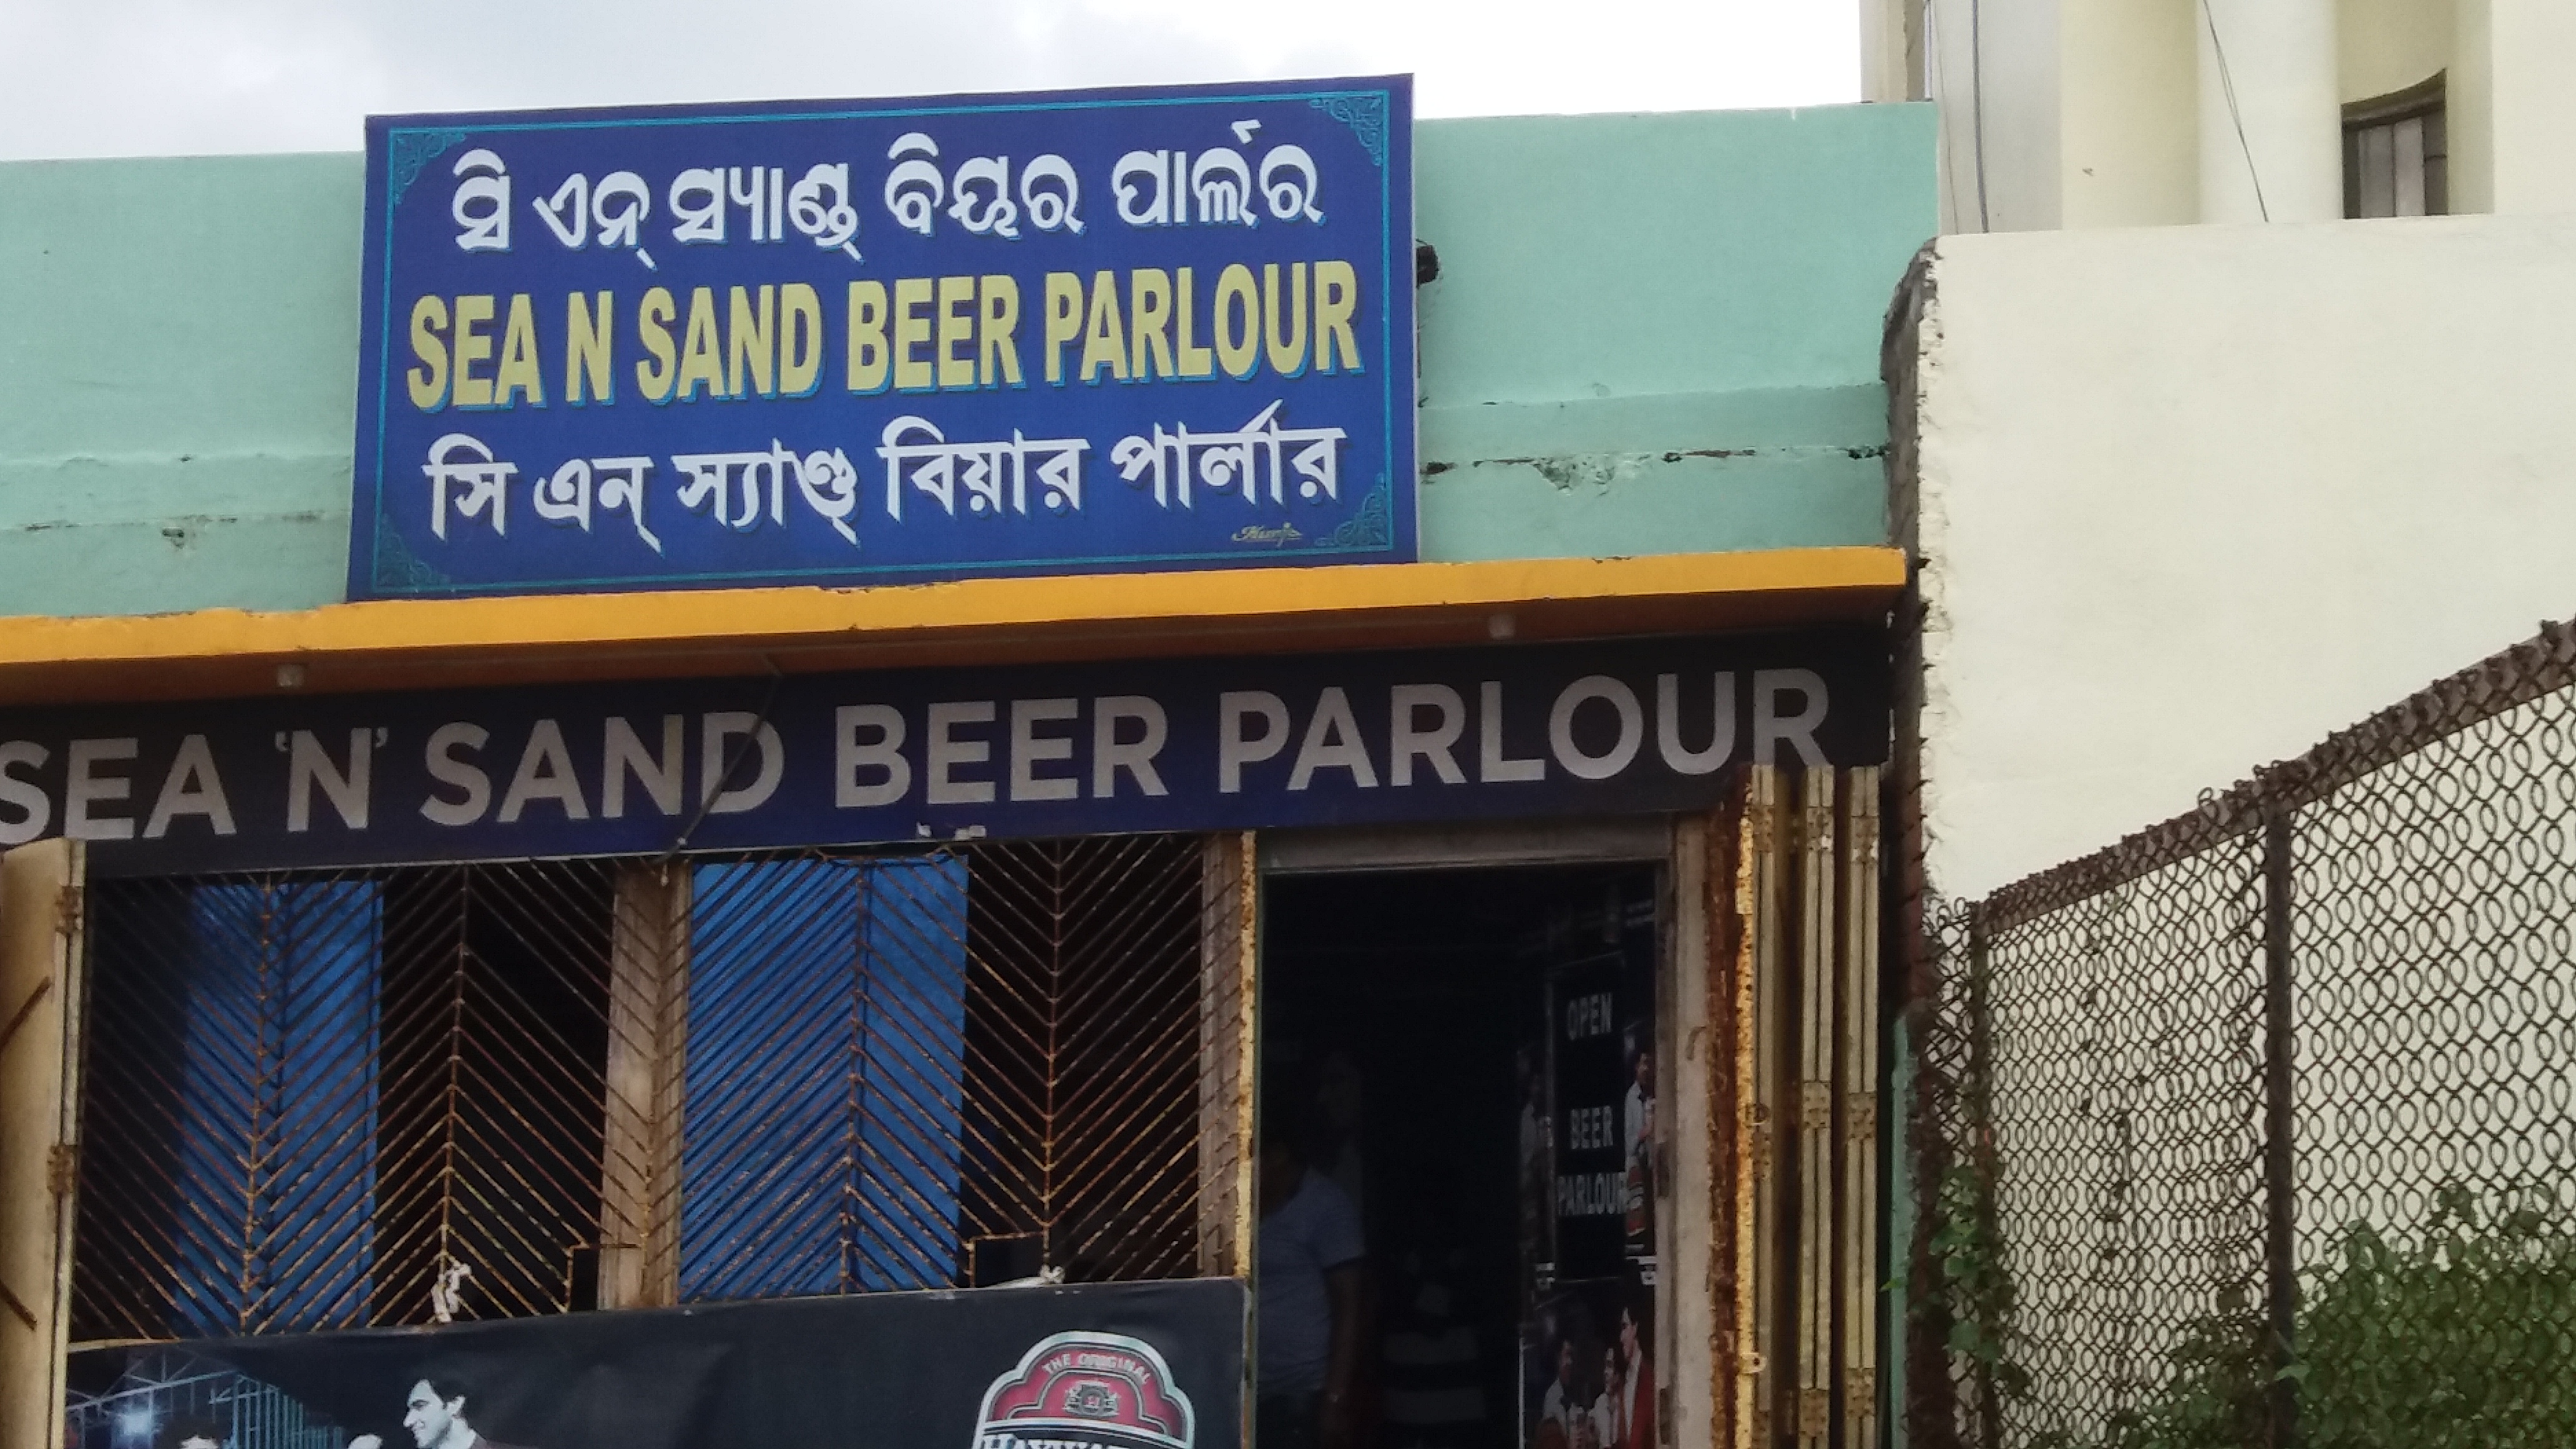 ସି ଏନ୍ ସ୍ୟାଣ୍ଡ୍ ବିୟର ପାର୍ଲର
SEA N SAND BEER PARLOUR
সি এন্ স্যাণ্ড্ বিয়ার পার্লার
SEA 'N' SAND BEER PARLOUR
OPEN
BEER
PARLOUR
THE ORIGINAL